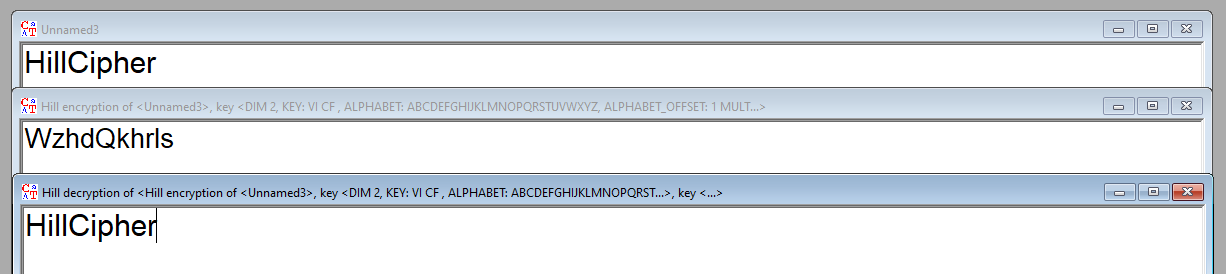 Unnamed3
HillCipher
Hill encryption of <Unnamed3>, key <DIM 2, KEY: VI CF , ALPHABET: ABCDEFGHIJKLMNOPQRSTUVWXYZ, ALPHABET_OFFSET: 1 MULT...>
WzhdQkhrls
Hill decryption of <Hill encryption of <Unnamed3>, key <DIM 2, KEY: VI CF , ALPHABET: ABCDEFGHIJKLMNOPQRST...>, key <...>
HillCipher